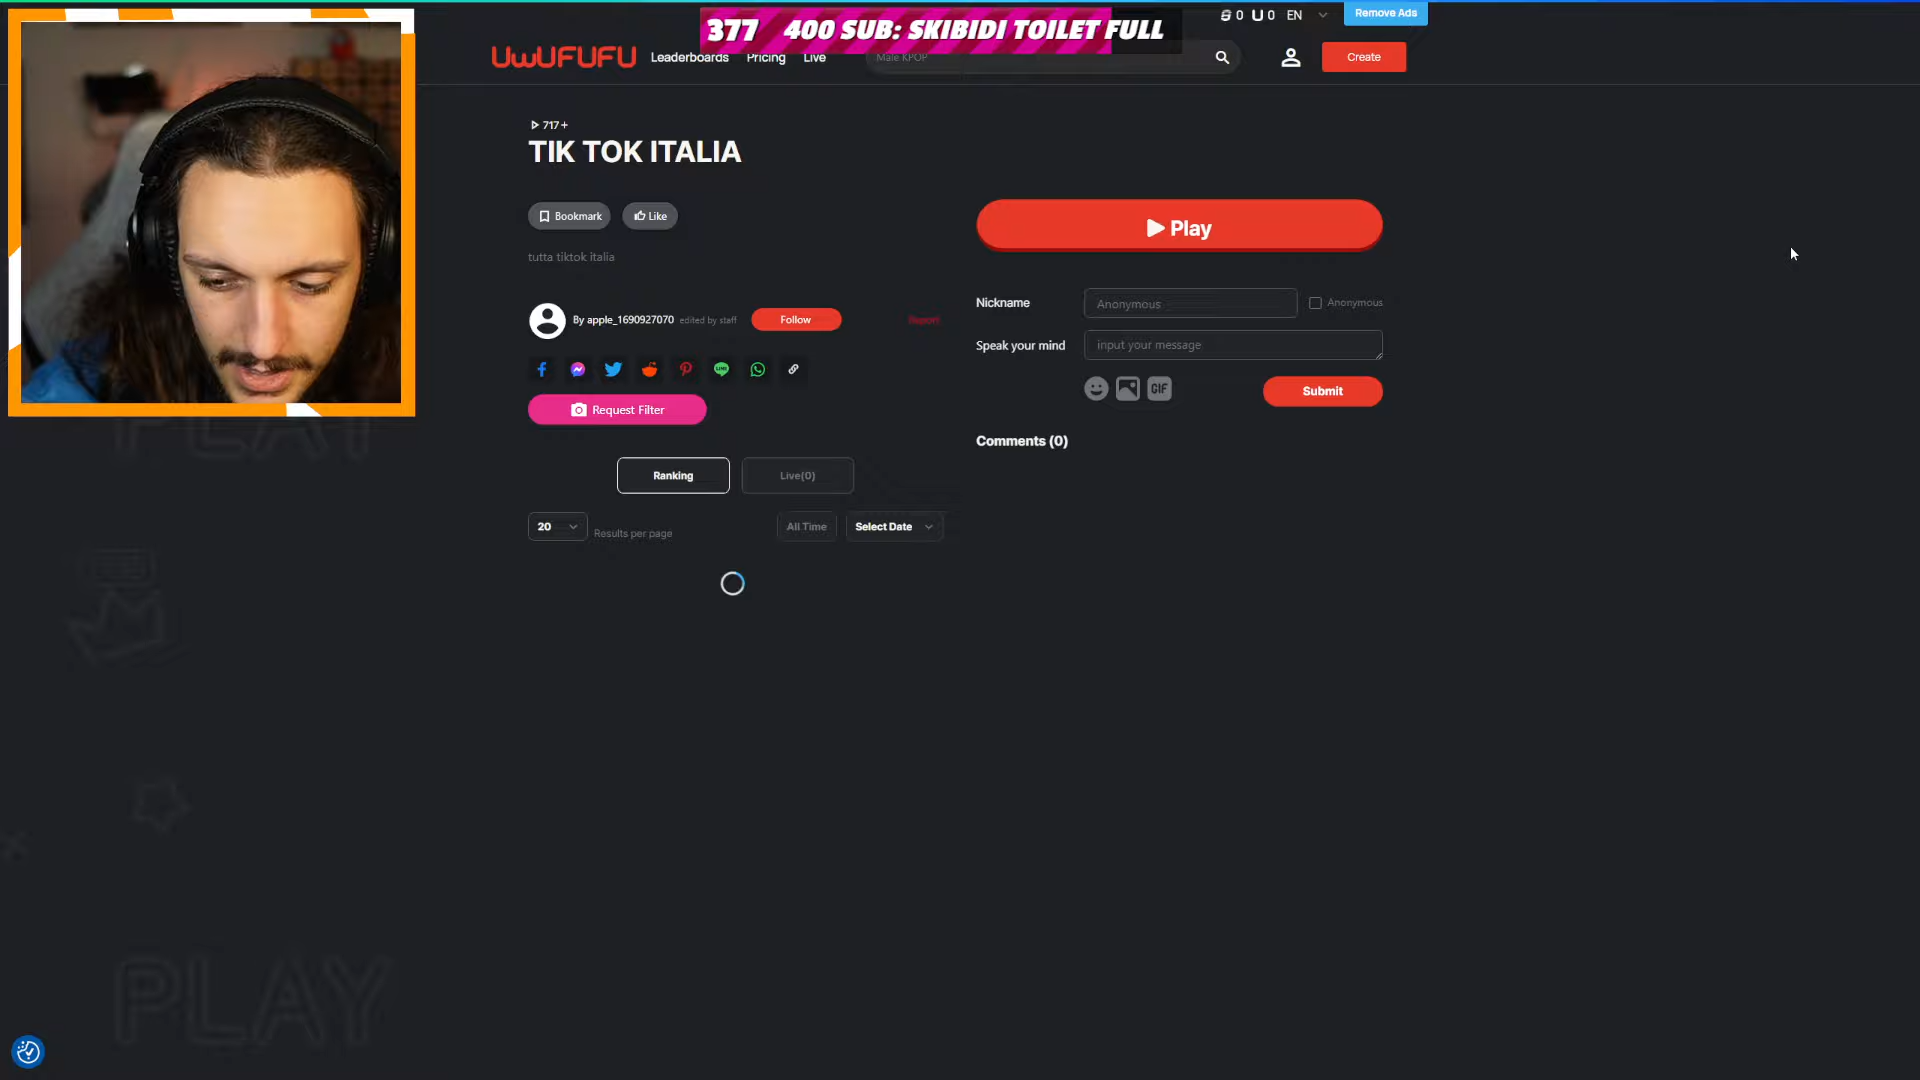 377 400 SUB: SKIBIDI TOILET FULL
0 0 EN
Remove Ads
UWUFUFU
Leaderboards Pricing Live
Male KPOP
Create
717+
TIK TOK ITALIA
Bookmark Like
Play
tutta tiktok italia
Nickname Anonymous Anonymous
By apple_1690927070 edited by staff Follow Report
Speak your mind input your message
GIF Submit
Request Filter
Comments (0)
Ranking Live(0)
20 Results per page All Time Select Date
PLAY
PLAY